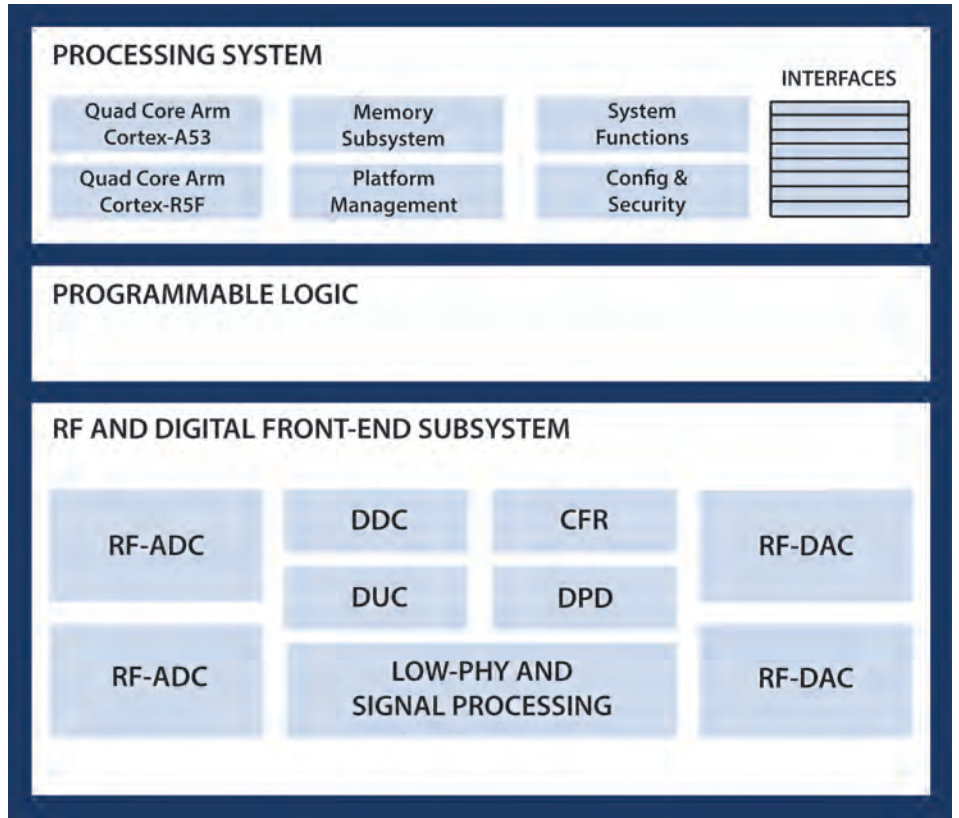 PROCESSING SYSTEM
INTERFACES
Quad Core Arm
Cortex-A53
Memory
Subsystem
System
Functions
Quad Core Arm
Cortex-R5F
Platform
Management
Config &
Security
PROGRAMMABLE LOGIC
RF AND DIGITAL FRONT-END SUBSYSTEM
RF-ADC
DDC
CFR
RF-DAC
DUC
DPD
RF-ADC
LOW-PHY AND
SIGNAL PROCESSING
RF-DAC